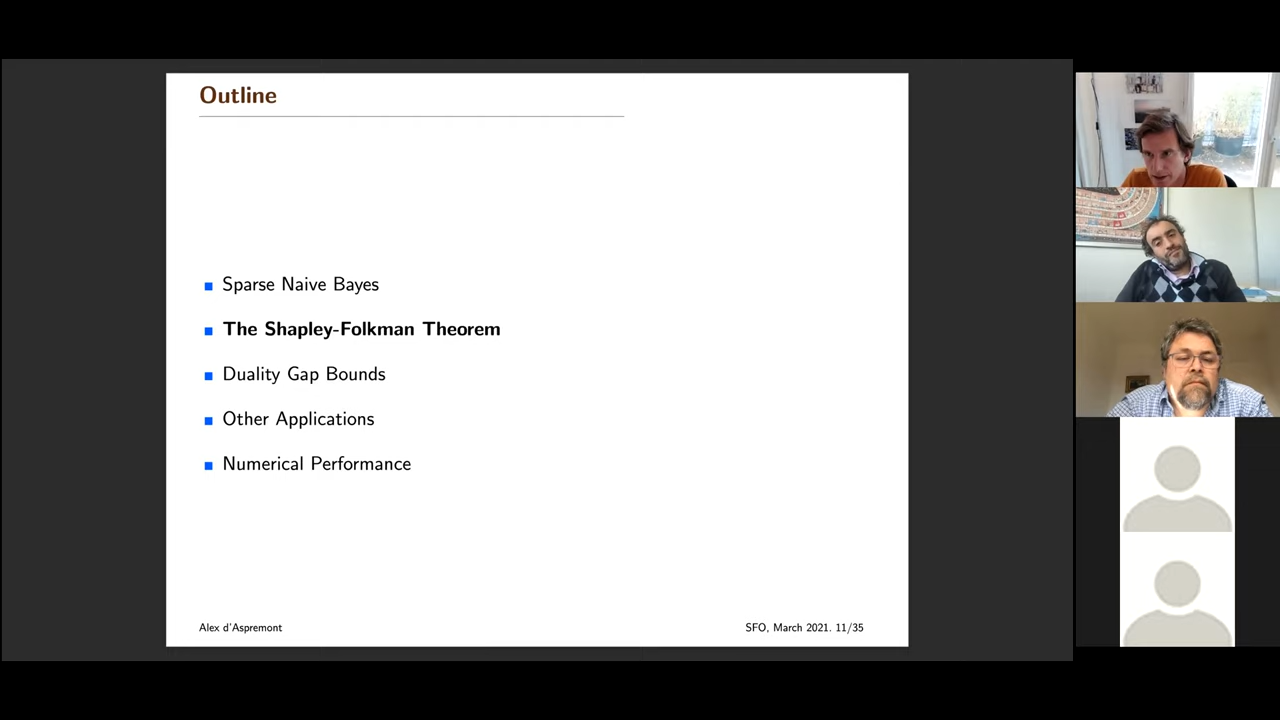 Outline
Sparse Naive Bayes
The Shapley-Folkman Theorem
Duality Gap Bounds
Other Applications
Numerical Performance
Alex d'Aspremont
SFO, March 2021. 11/35